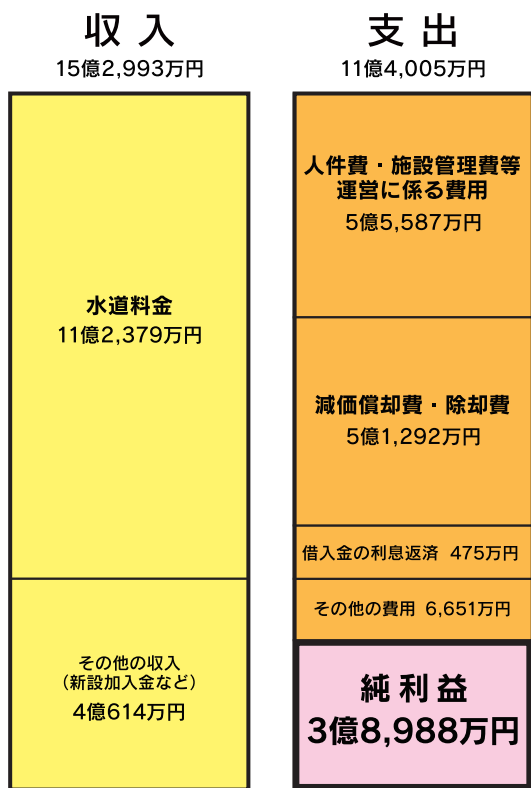 収入
15億2,993万円
水道料金
11億2,379万円
その他の収入
（新設加入金など）
4億614万円
支出
11億4,005万円
人件費・施設管理費等
運営に係る費用
5億5,587万円
減価償却費・除却費
5億1,292万円
借入金の利息返済 475万円
その他の費用 6,651万円
純利益
3億8,988万円